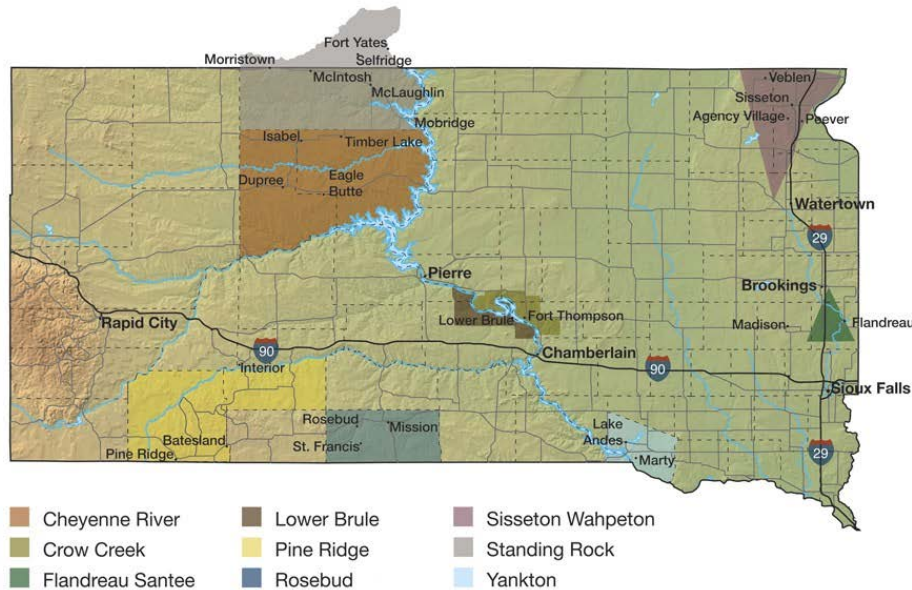 Fort Yates
Selfridge
Morristown
McIntosh
McLaughlin
Mobridge
Veblen
Sisseton
Agency Village
Peever
Isabel
Timber Lake
Dupree
Eagle
Butte
Watertown
29
Pierre
Brookings
Rapid City
Lower Brule
Fort Thompson
Madison
Flandreau
90
Interior
Chamberlain
90
Sioux Falls
Rosebud
Mission
Lake
Andes
Batesland
St. Francis
Pine Ridge
Marty
29
Cheyenne River
Lower Brule
Sisseton Wahpeton
Crow Creek
Pine Ridge
Standing Rock
Flandreau Santee
Rosebud
Yankton